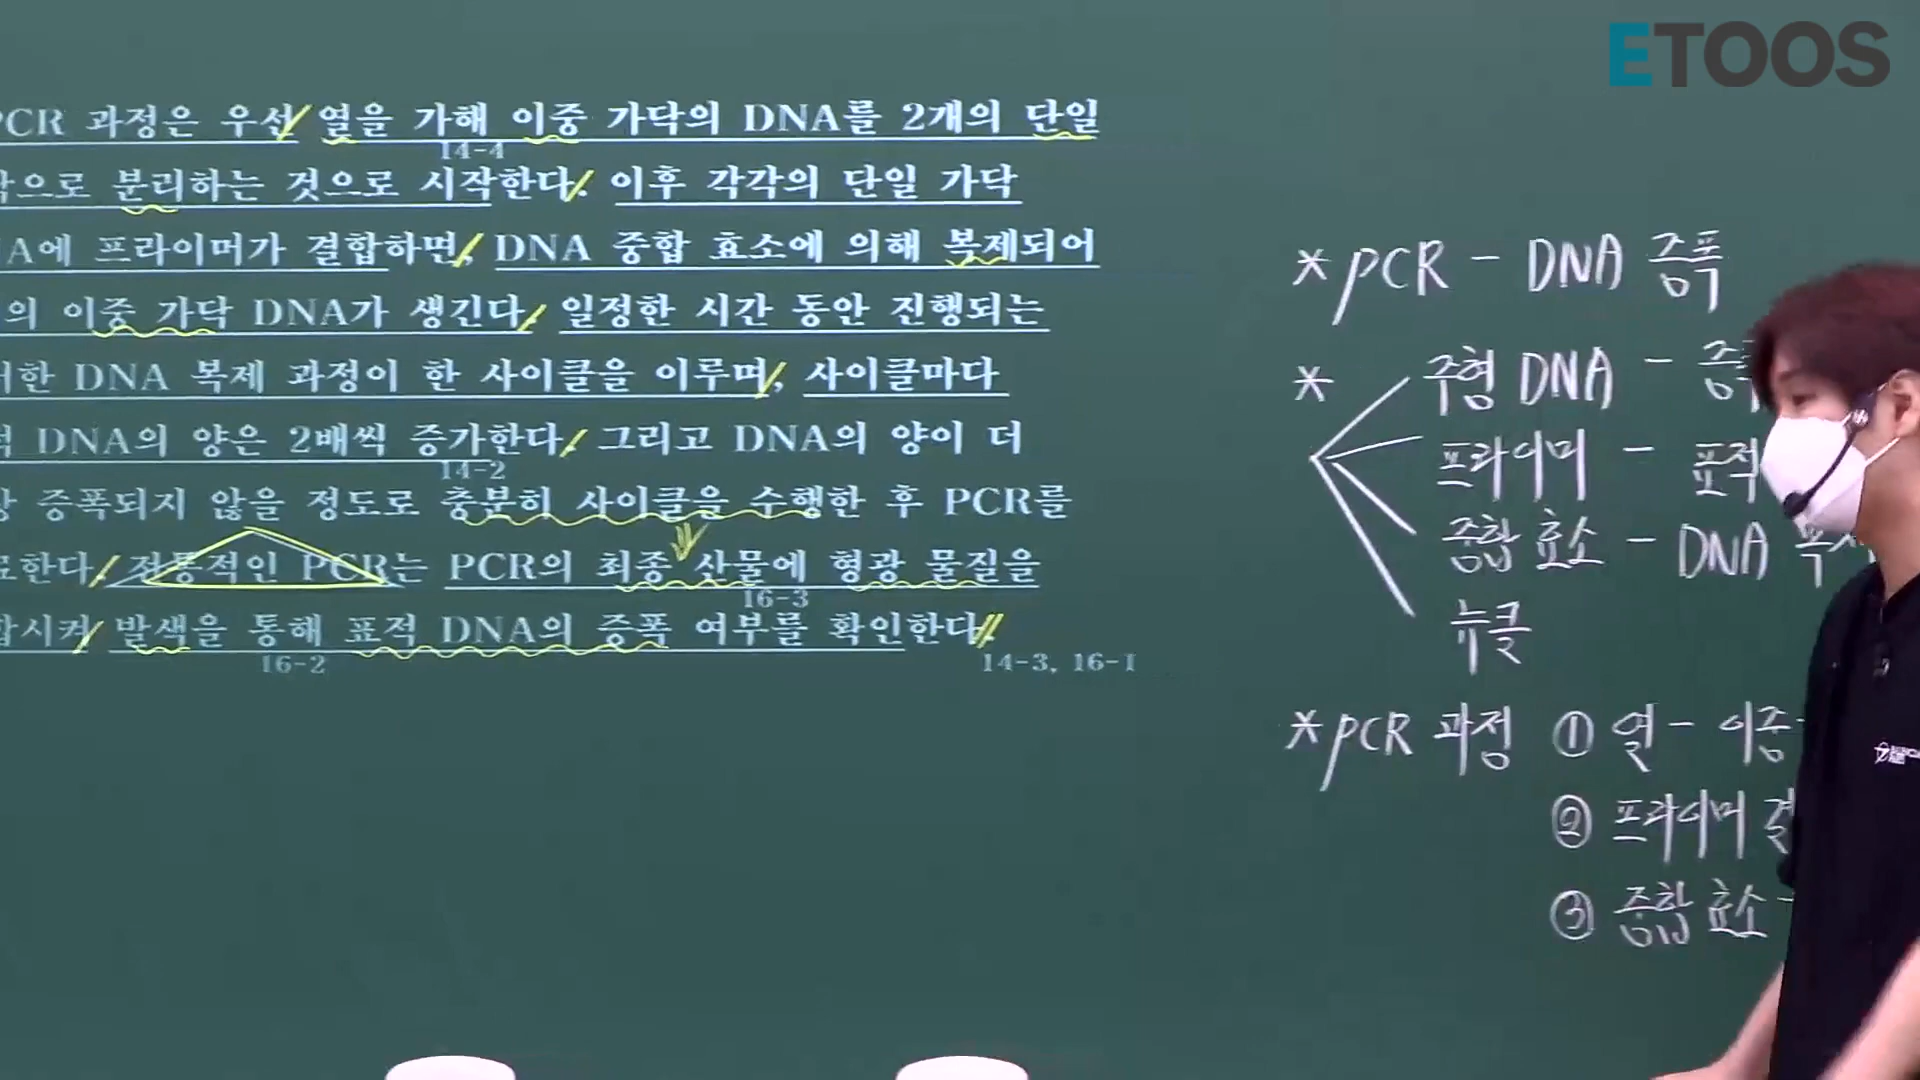 ETOOS
PCR 과정은 우선 열을 가해 이중 가닥의 DNA를 2개의 단일
14-4
으로 분리하는 것으로 시작한다. 이후 각각의 단일 가닥
A에 프라이머가 결합하면, DNA 중합 효소에 의해 복제되어
의 이중 가닥 DNA가 생긴다. 일정한 시간 동안 진행되는
한 DNA 복제 과정이 한 사이클을 이루며, 사이클마다
DNA의 양은 2배씩 증가한다. 그리고 DNA의 양이 더
14-2
증폭되지 않을 정도로 충분히 사이클을 수행한 후 PCR를
한다. 전통적인 PCR는 PCR의 최종 산물에 형광 물질을
16-3
시켜 발색을 통해 표적 DNA의 증폭 여부를 확인한다.
16-2
14-3, 16-1
* PCR - DNA 증폭
* 주형 DNA - 증
프라이머 - 표적
중합 효소 - DNA 복
뉴클
* PCR 과정 ① 열 - 이중
② 프라이머 결
③ 중합 효소 -